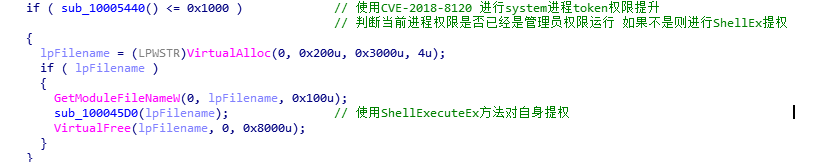 if ( sub_10005440() <= 0x1000 ) // 使用CVE-2018-8120 进行system进程token权限提升
// 判断当前进程权限是否已经是管理员权限运行 如果不是则进行ShellEx提权
{
lpFilename = (LPWSTR)VirtualAlloc(0, 0x200u, 0x3000u, 4u);
if ( lpFilename )
{
GetModuleFileNameW(0, lpFilename, 0x100u);
sub_100045D0(lpFilename); // 使用ShellExecuteEx方法对自身提权
VirtualFree(lpFilename, 0, 0x8000u);
}
}